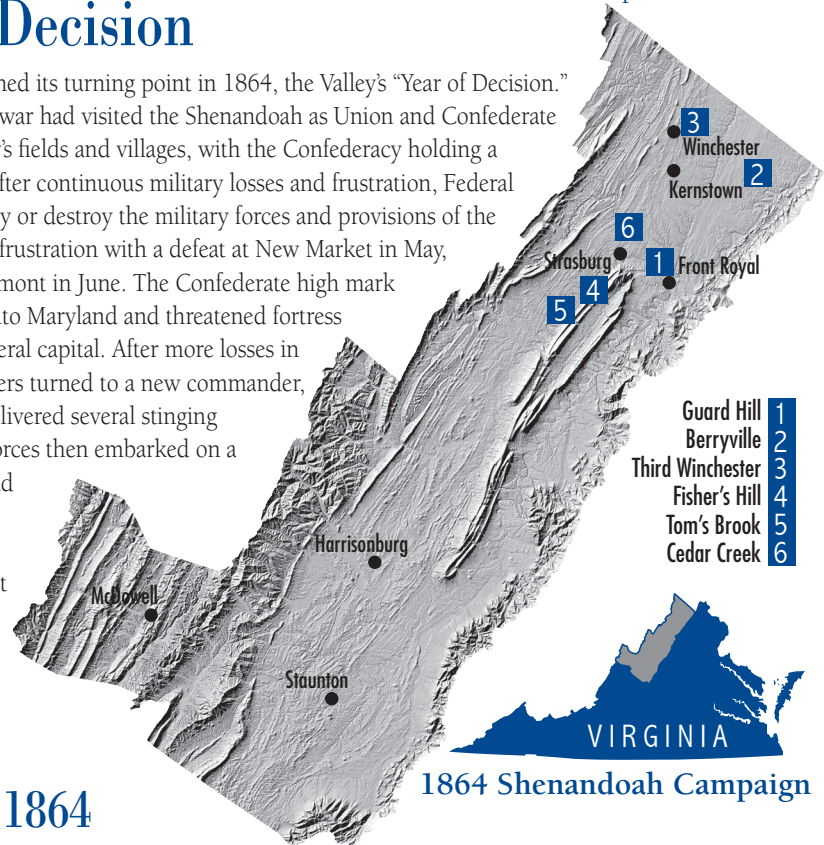 Decision
ned its turning point in 1864, the Valley’s “Year of Decision.”
war had visited the Shenandoah as Union and Confederate
’s fields and villages, with the Confederacy holding a
fter continuous military losses and frustration, Federal
y or destroy the military forces and provisions of the
frustration with a defeat at New Market in May,
mont in June. The Confederate high mark
to Maryland and threatened fortress
eral capital. After more losses in
ers turned to a new commander,
livered several stinging
orces then embarked on a
d
t
3
Winchester
Kernstown 2
6
Strasburg
1 Front Royal
4
5
Harrisonburg
McDowell
Staunton
Guard Hill 1
Berryville 2
Third Winchester 3
Fisher’s Hill 4
Tom’s Brook 5
Cedar Creek 6
VIRGINIA
1864 Shenandoah Campaign
1864